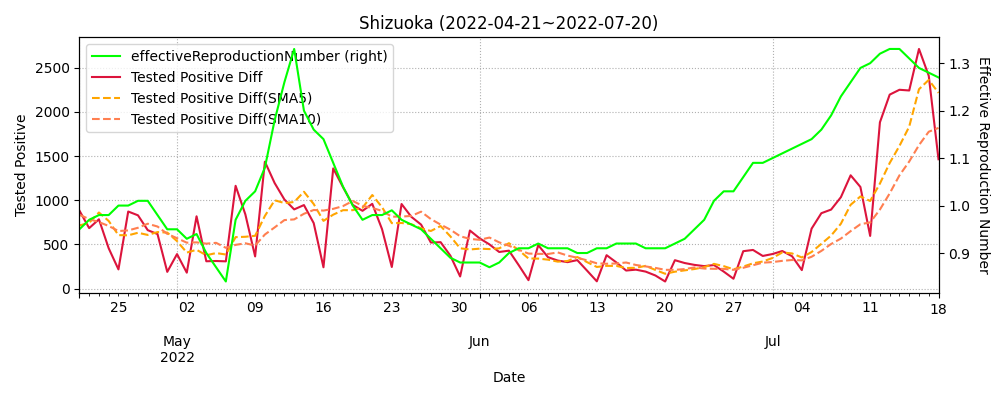 Shizuoka (2022-04-21~2022-07-20)
effectiveReproductionNumber (right)
Tested Positive Diff
Tested Positive Diff(SMA5)
Tested Positive Diff(SMA10)
Tested Positive
2500
2000
1500
1000
500
0
Effective Reproduction Number
1.3
1.2
1.1
1.0
0.9
25 02 09 16 23 30 06 13 20 27 04 11 18
May Jun Jul
2022
Date